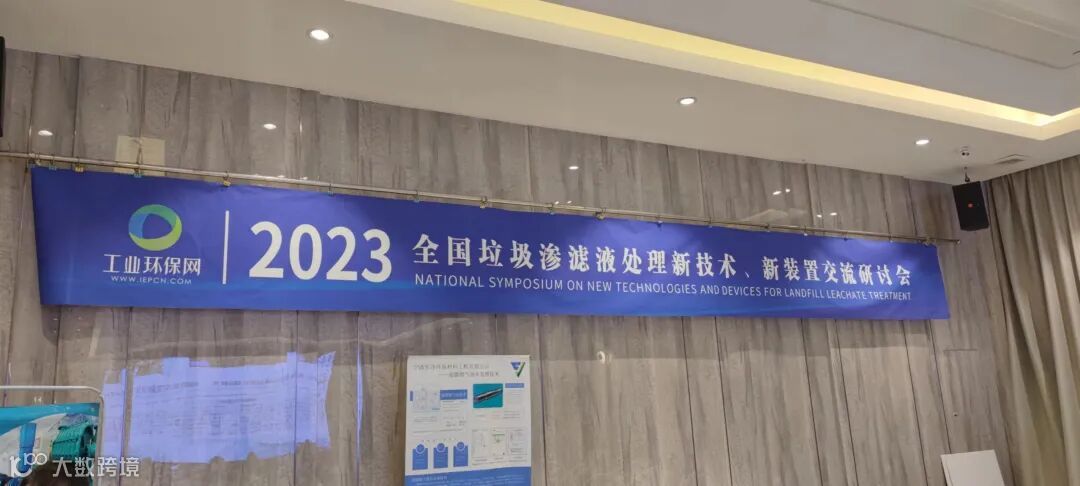 工业环保网
WWW.IEPCN.COM
2023 全国垃圾渗滤液处理新技术、新装置交流研讨会
NATIONAL SYMPOSIUM ON NEW TECHNOLOGIES AND DEVICES FOR LANDFILL LEACHATE TREATMENT
大数跨境